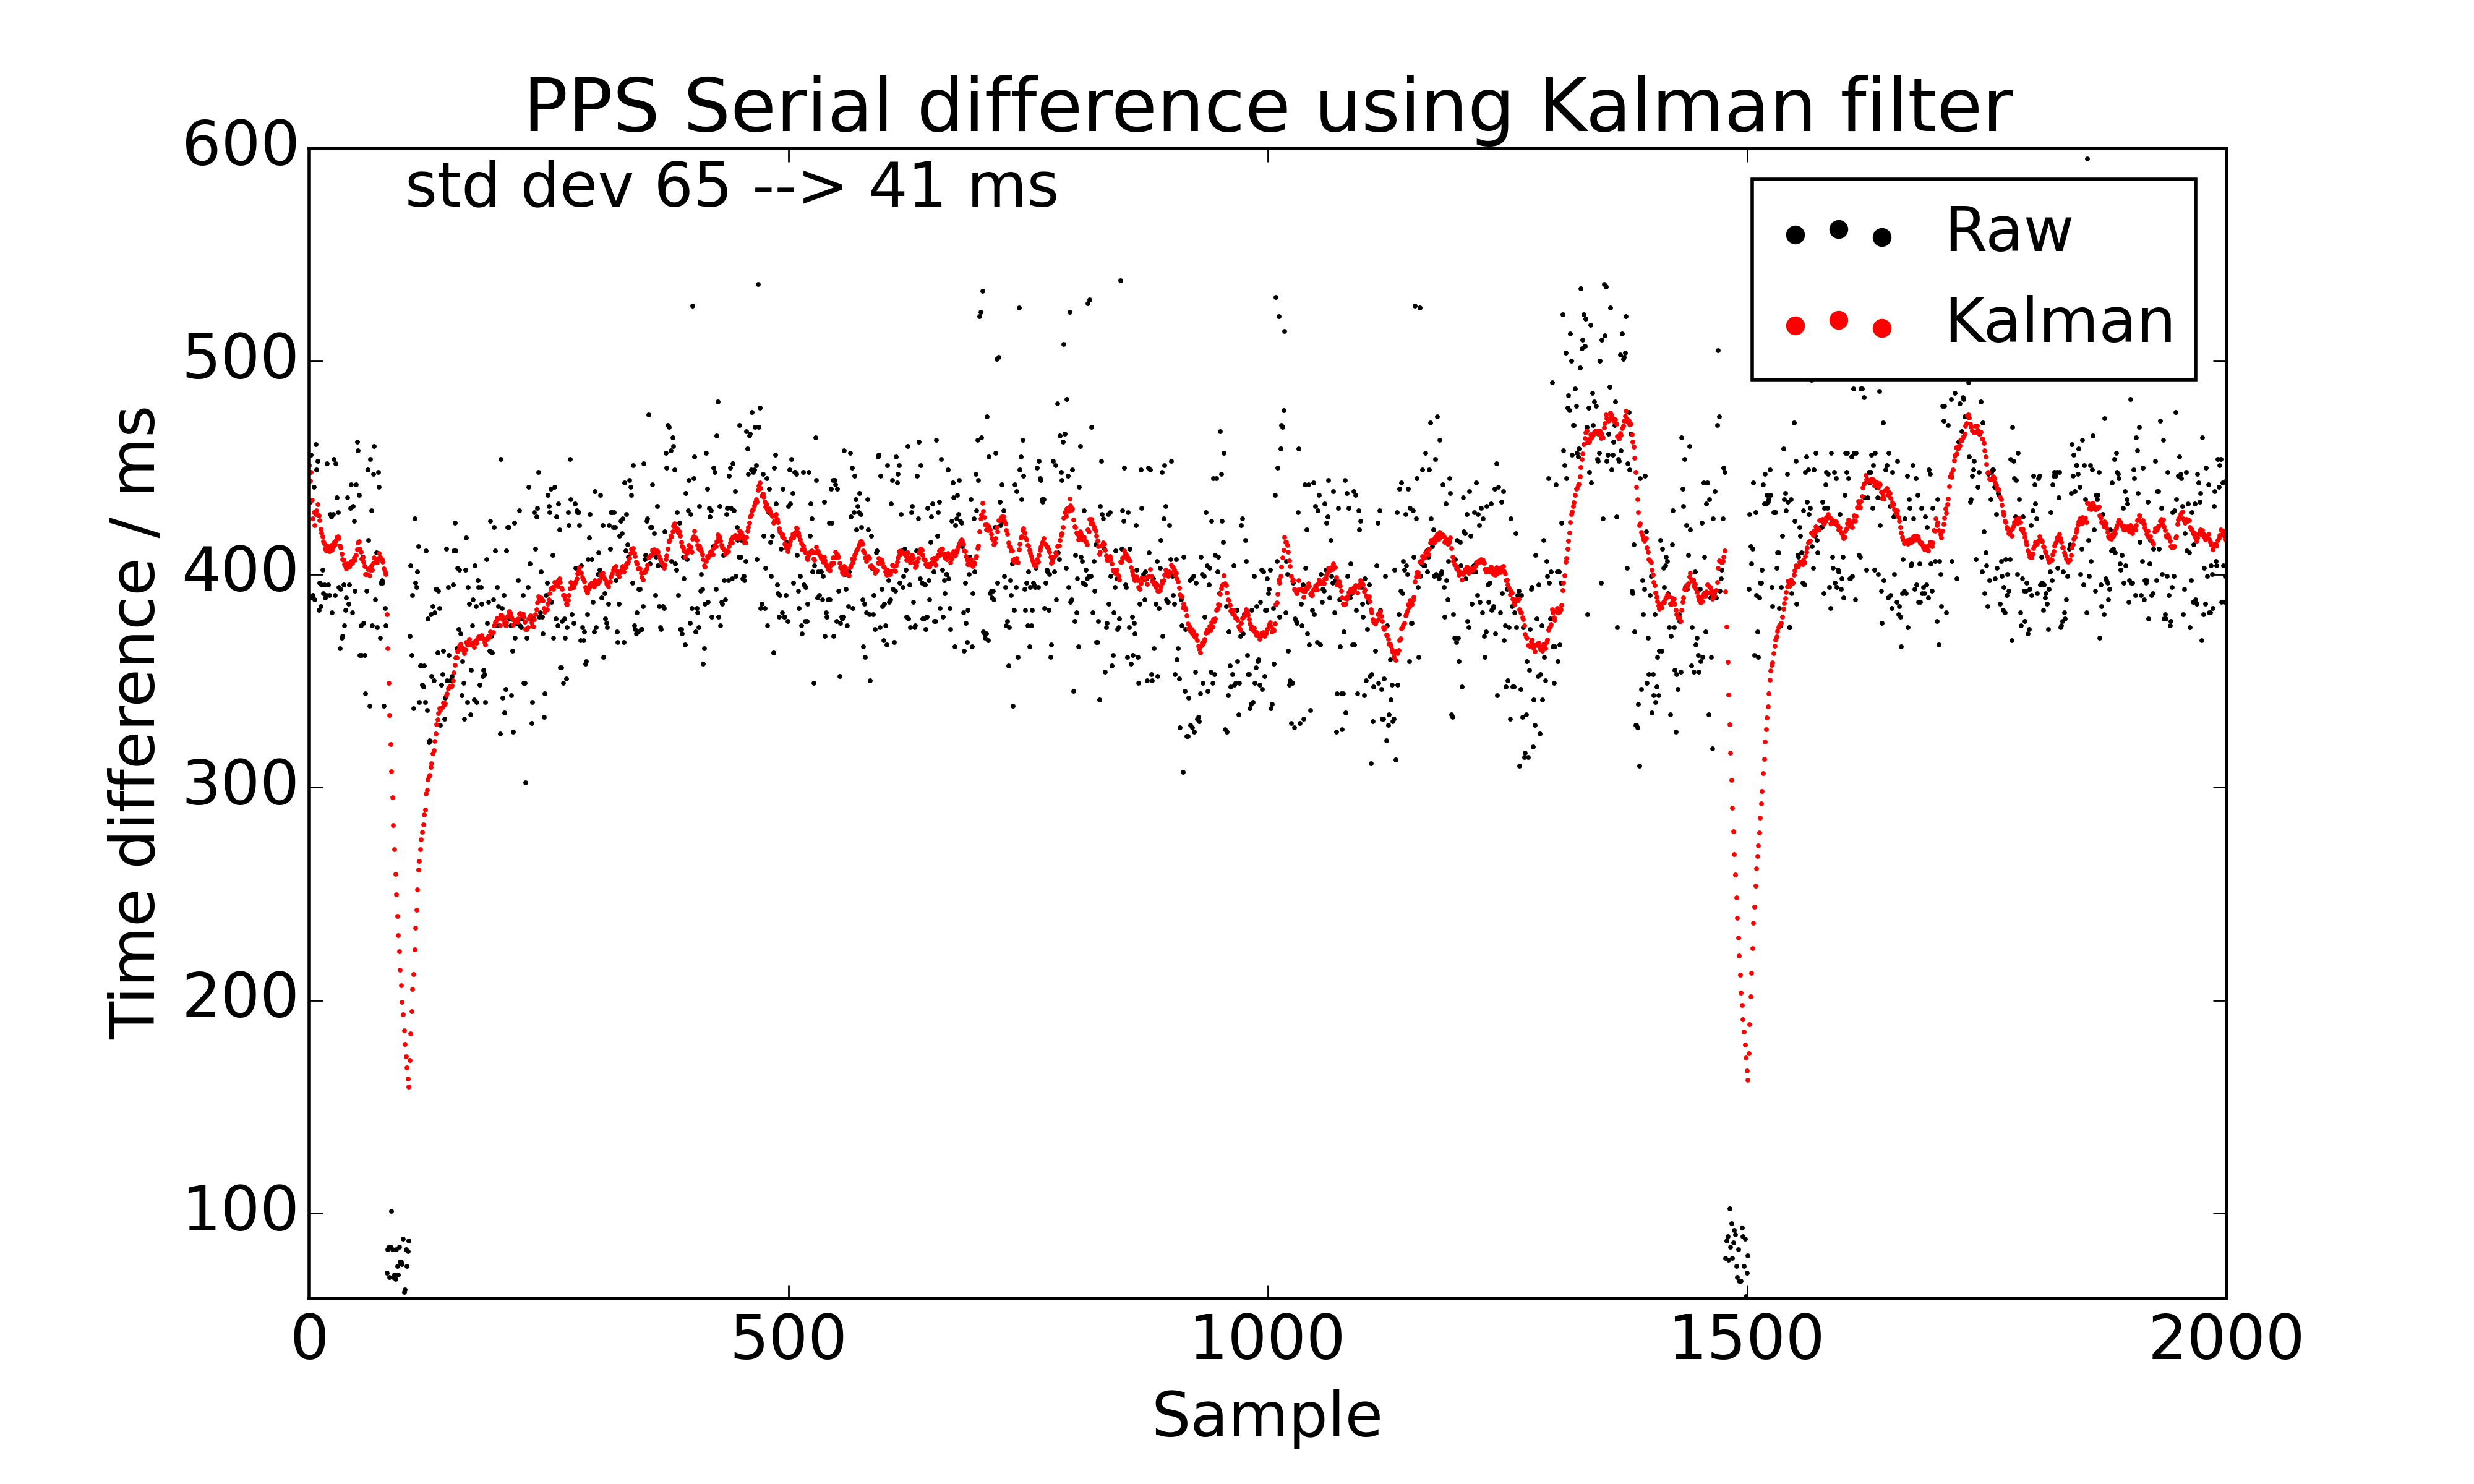 PPS Serial difference using Kalman filter
std dev 65 --> 41 ms
Raw
Kalman
Time difference / ms
600
500
400
300
200
100
0 500 1000 1500 2000
Sample